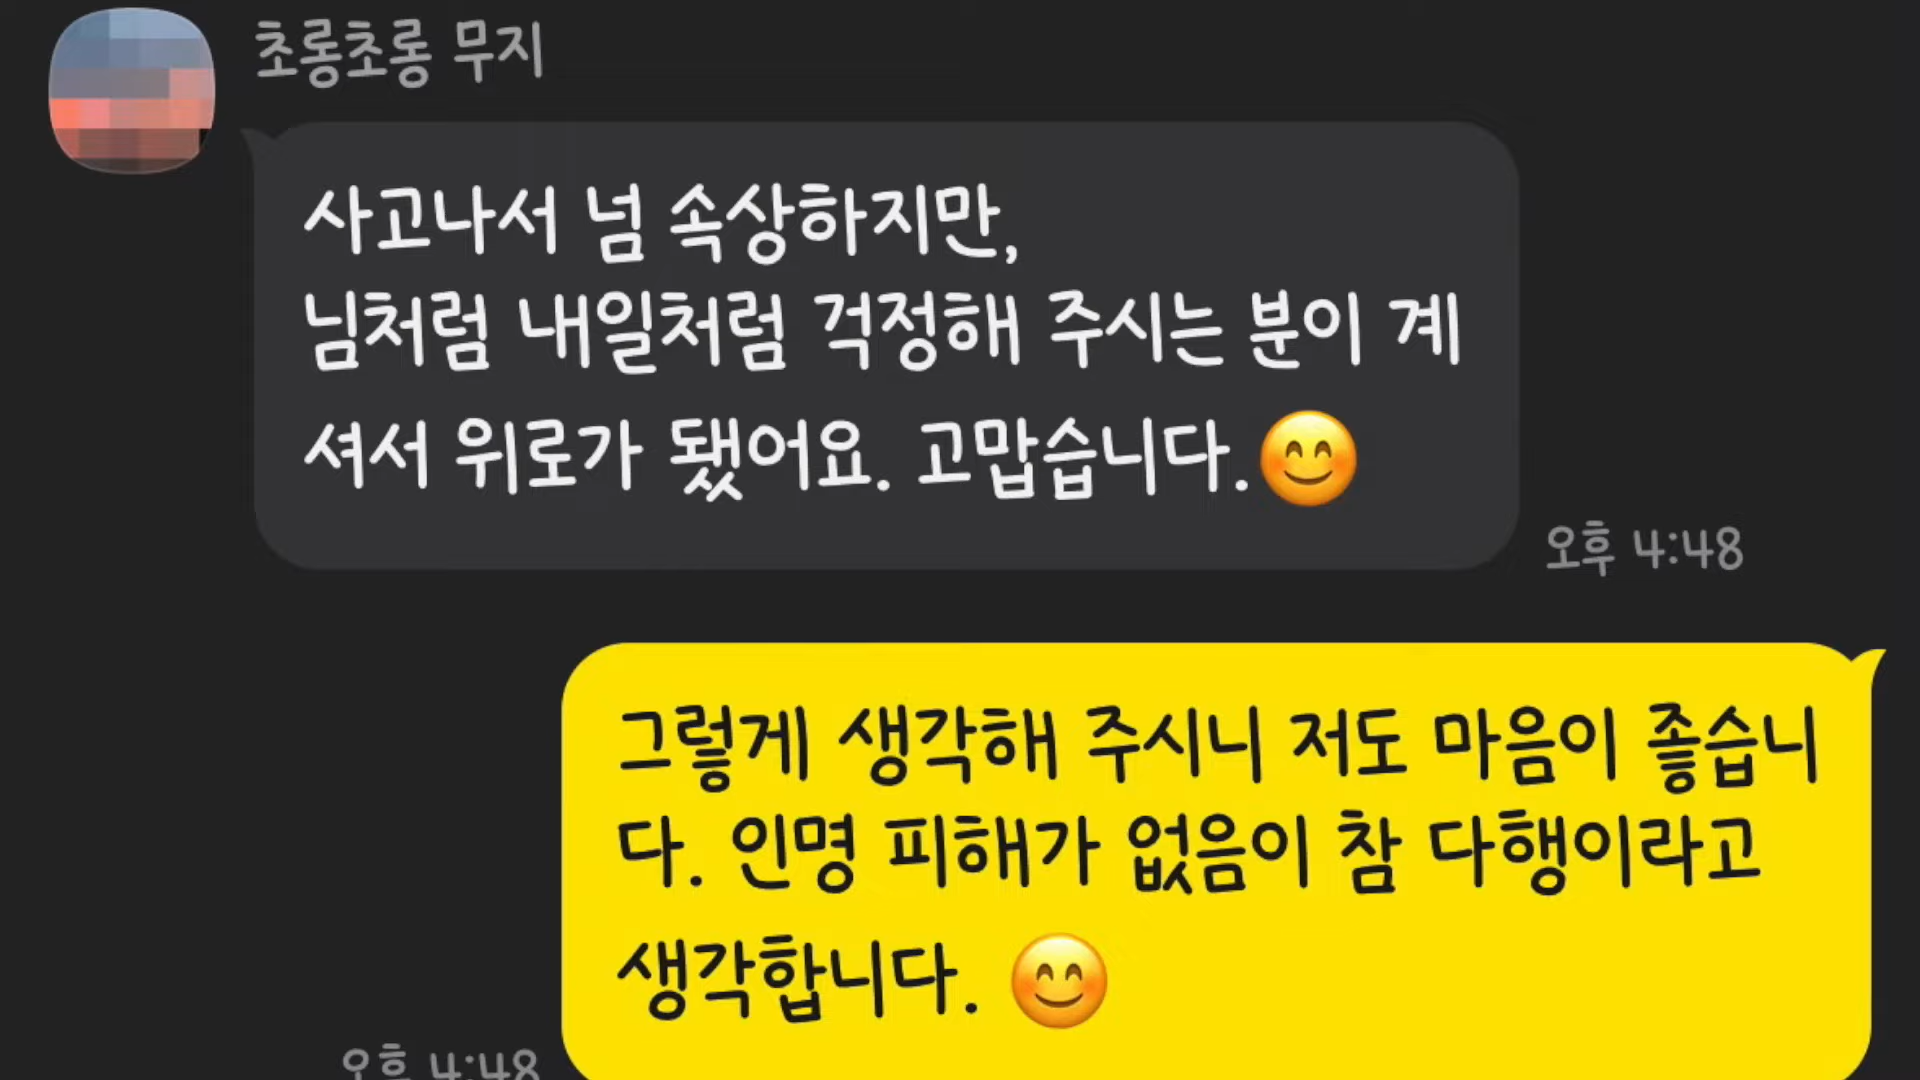 초롱초롱 무지
사고나서 넘 속상하지만,
님처럼 내일처럼 걱정해 주시는 분이 계
셔서 위로가 됐어요. 고맙습니다.😊
오후 4:48
그렇게 생각해 주시니 저도 마음이 좋습니
다. 인명 피해가 없음이 참 다행이라고
생각합니다. 😊
오후 4:48